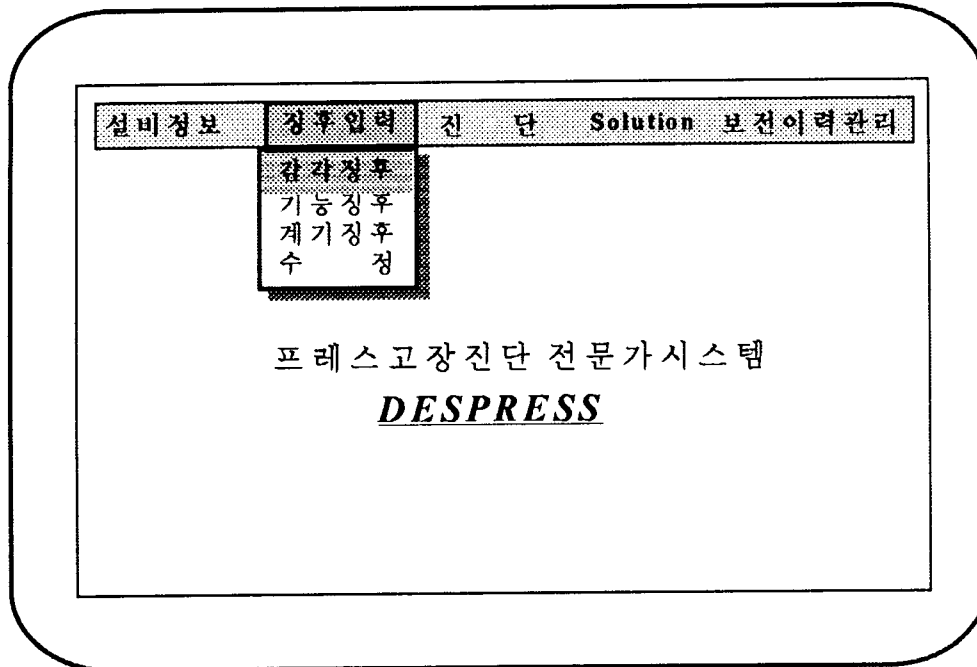 설비정보 징후입력 진 단 Solution 보전이력관리
감각징후
기능징후
계기징후
수 정
프레스고장진단 전문가시스템
DESPRESS